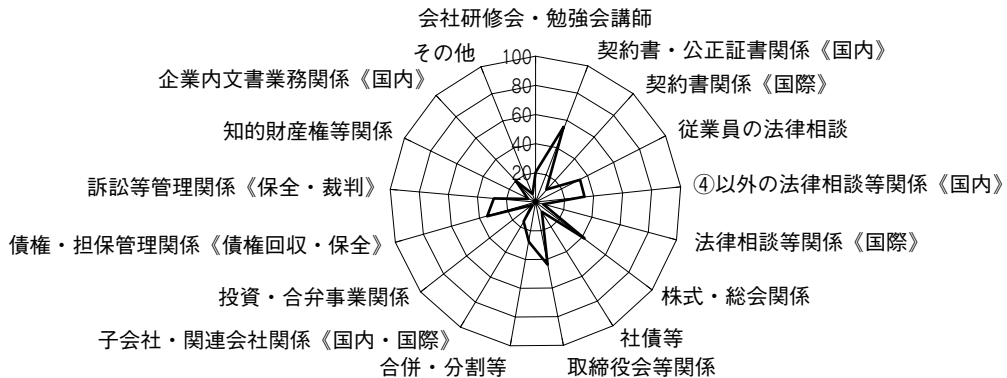 会社研修会・勉強会講師
契約書・公正証書関係《国内》
契約書関係《国際》
従業員の法律相談
④以外の法律相談等関係《国内》
法律相談等関係《国際》
株式・総会関係
社債等
取締役会等関係
合併・分割等
子会社・関連会社関係《国内・国際》
投資・合弁事業関係
債権・担保管理関係《債権回収・保全》
訴訟等管理関係《保全・裁判》
知的財産権等関係
企業内文書業務関係《国内》
その他
100
80
60
40
20